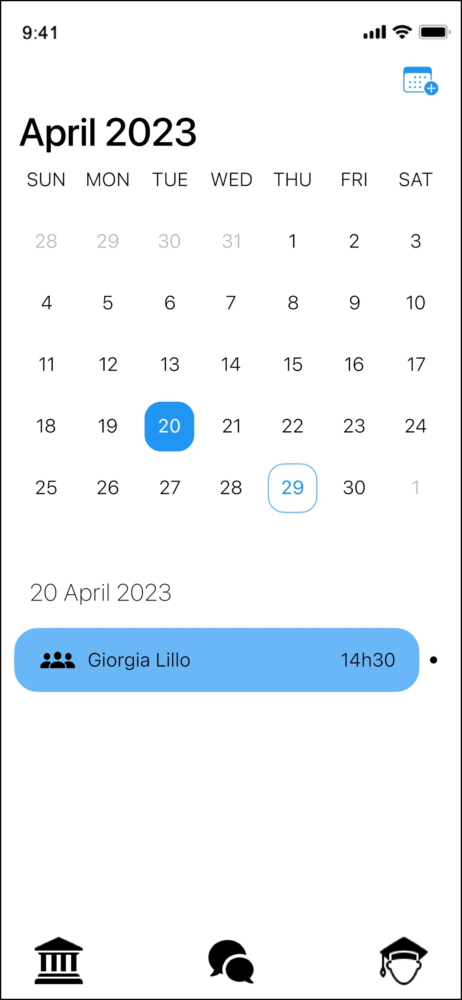 9:41
April 2023
SUN MON TUE WED THU FRI SAT
28 29 30 31 1 2 3
4 5 6 7 8 9 10
11 12 13 14 15 16 17
18 19 20 21 22 23 24
25 26 27 28 29 30 1
20 April 2023
Giorgia Lillo 14h30